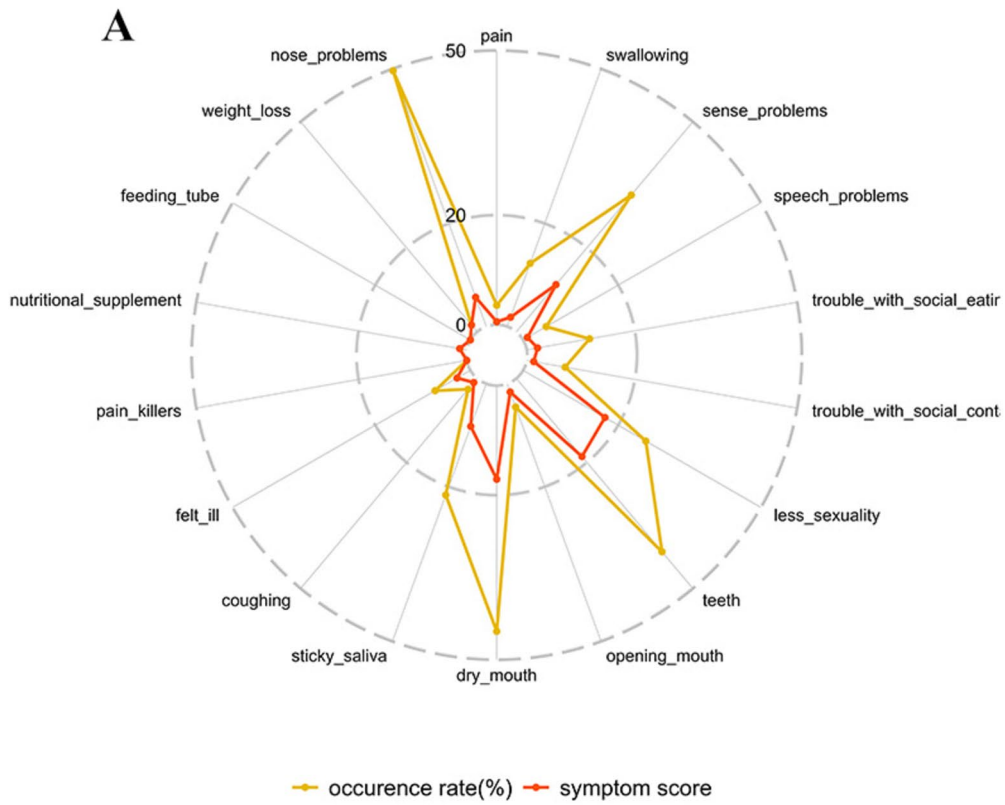 A
pain
50
nose_problems
swallowing
weight_loss
sense_problems
feeding_tube
speech_problems
20
nutritional_supplement
trouble_with_social_eatir
0
pain_killers
trouble_with_social_cont
felt_ill
less_sexuality
coughing
teeth
sticky_saliva
opening_mouth
dry_mouth
occurence rate(%)
symptom score